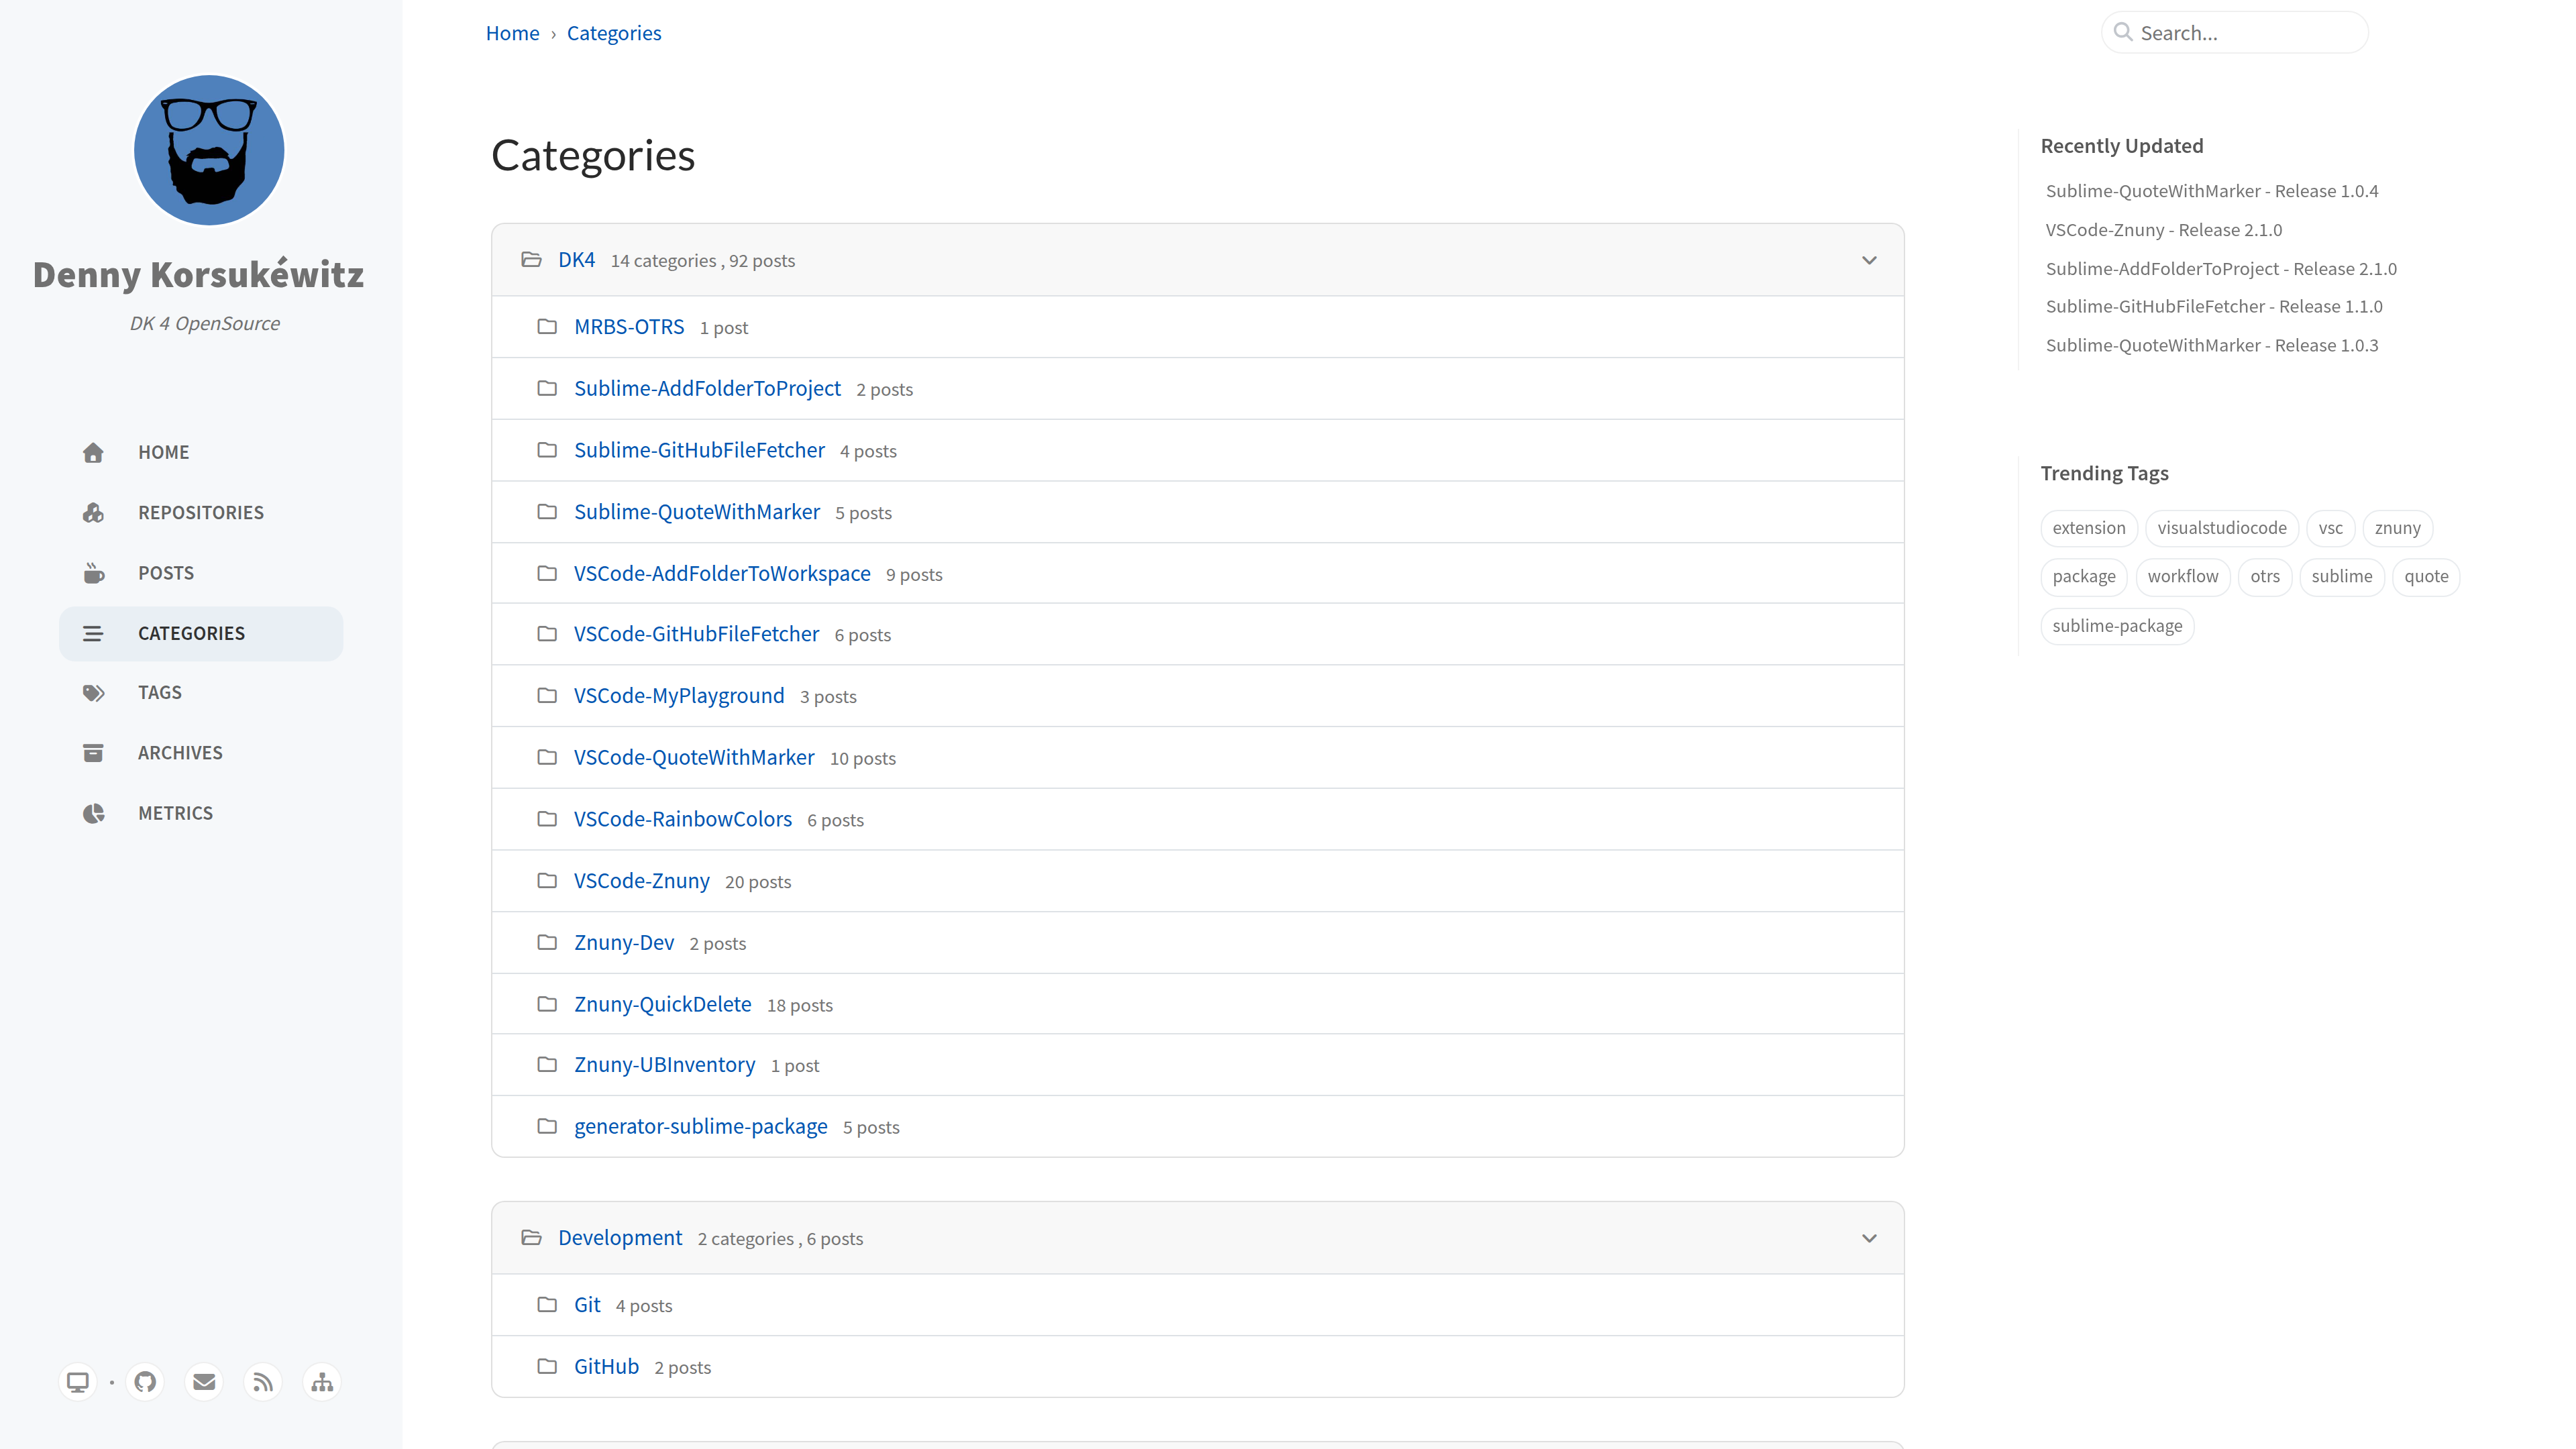 Denny Korsukéwitz
DK 4 OpenSource
HOME
REPOSITORIES
POSTS
CATEGORIES
TAGS
ARCHIVES
METRICS
Home › Categories
Search...
Categories
DK4 14 categories , 92 posts
MRBS-OTRS 1 post
Sublime-AddFolderToProject 2 posts
Sublime-GitHubFileFetcher 4 posts
Sublime-QuoteWithMarker 5 posts
VSCode-AddFolderToWorkspace 9 posts
VSCode-GitHubFileFetcher 6 posts
VSCode-MyPlayground 3 posts
VSCode-QuoteWithMarker 10 posts
VSCode-RainbowColors 6 posts
VSCode-Znuny 20 posts
Znuny-Dev 2 posts
Znuny-QuickDelete 18 posts
Znuny-UBInventory 1 post
generator-sublime-package 5 posts
Development 2 categories , 6 posts
Git 4 posts
GitHub 2 posts
Recently Updated
Sublime-QuoteWithMarker - Release 1.0.4
VSCode-Znuny - Release 2.1.0
Sublime-AddFolderToProject - Release 2.1.0
Sublime-GitHubFileFetcher - Release 1.1.0
Sublime-QuoteWithMarker - Release 1.0.3
Trending Tags
extension visualstudiocode vsc znuny
package workflow otrs sublime quote
sublime-package